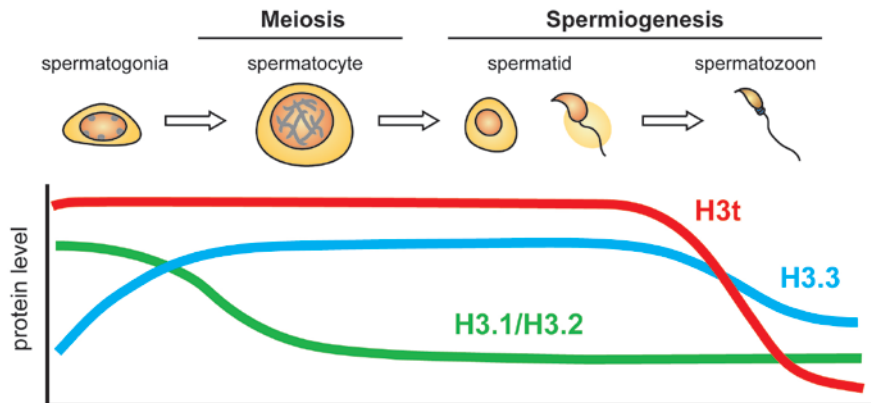 Meiosis Spermiogenesis
spermatogonia spermatocyte spermatid spermatozoon
H3t
H3.3
H3.1/H3.2
protein level